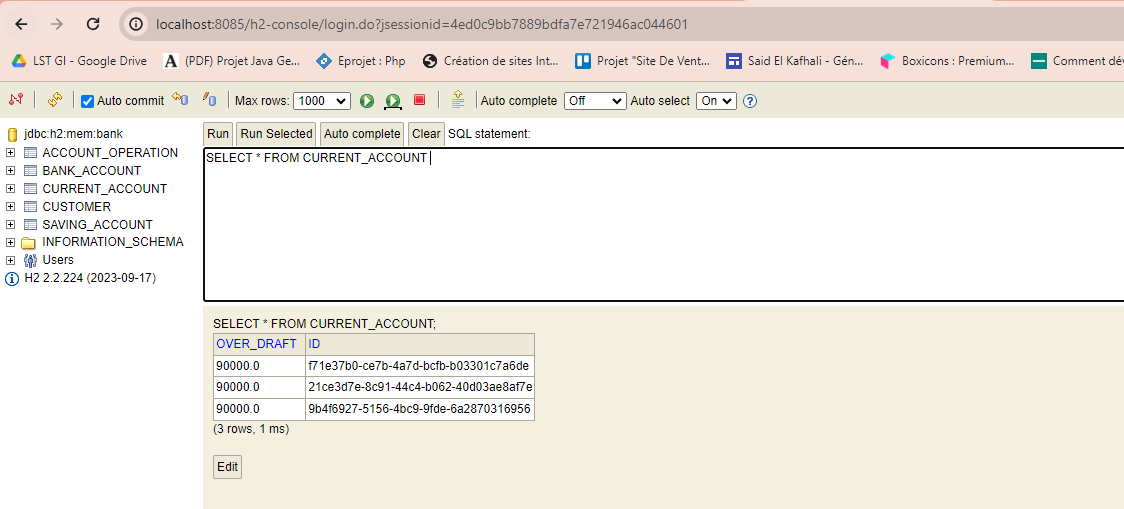 localhost:8085/h2-console/login.do?jsessionid=4ed0c9bb7889bdfa7e721946ac044601
LST GI - Google Drive (PDF) Projet Java Ge... Eprojet : Php Création de sites Int... Projet "Site De Vent... Said El Kafhali - Gén... Boxicons : Premium... Comment dév
Auto commit Max rows: 1000 Auto complete Off Auto select On
jdbc:h2:mem:bank
ACCOUNT_OPERATION
BANK_ACCOUNT
CURRENT_ACCOUNT
CUSTOMER
SAVING_ACCOUNT
INFORMATION_SCHEMA
Users
H2 2.2.224 (2023-09-17)
Run Run Selected Auto complete Clear SQL statement:
SELECT * FROM CURRENT_ACCOUNT
SELECT * FROM CURRENT_ACCOUNT;
OVER_DRAFT ID
90000.0 f71e37b0-ce7b-4a7d-bcfb-b03301c7a6de
90000.0 21ce3d7e-8c91-44c4-b062-40d03ae8af7e
90000.0 9b4f6927-5156-4bc9-9fde-6a2870316956
(3 rows, 1 ms)
Edit